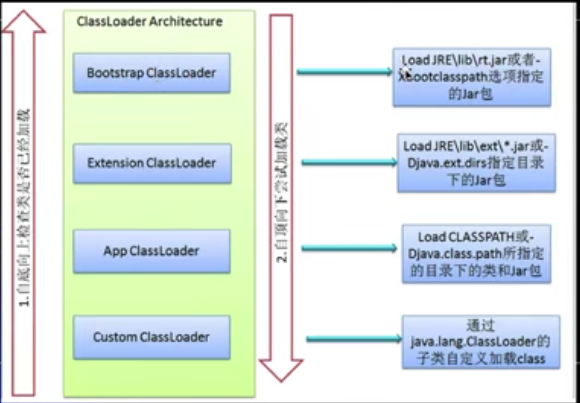 ClassLoader Architecture
1.自底向上检查类是否已经加载
Bootstrap ClassLoader
Extension ClassLoader
App ClassLoader
Custom ClassLoader
2.自顶向下尝试加载类
Load JRE\lib\rt.jar或者-
Xbootclasspath选项指定
的Jar包
Load JRE\lib\ext\*.jar或-
Djava.ext.dirs指定目录
下的Jar包
Load CLASSPATH或-
Djava.class.path所指定
的目录下的类和Jar包
通过
java.lang.ClassLoader的
子类自定义加载class